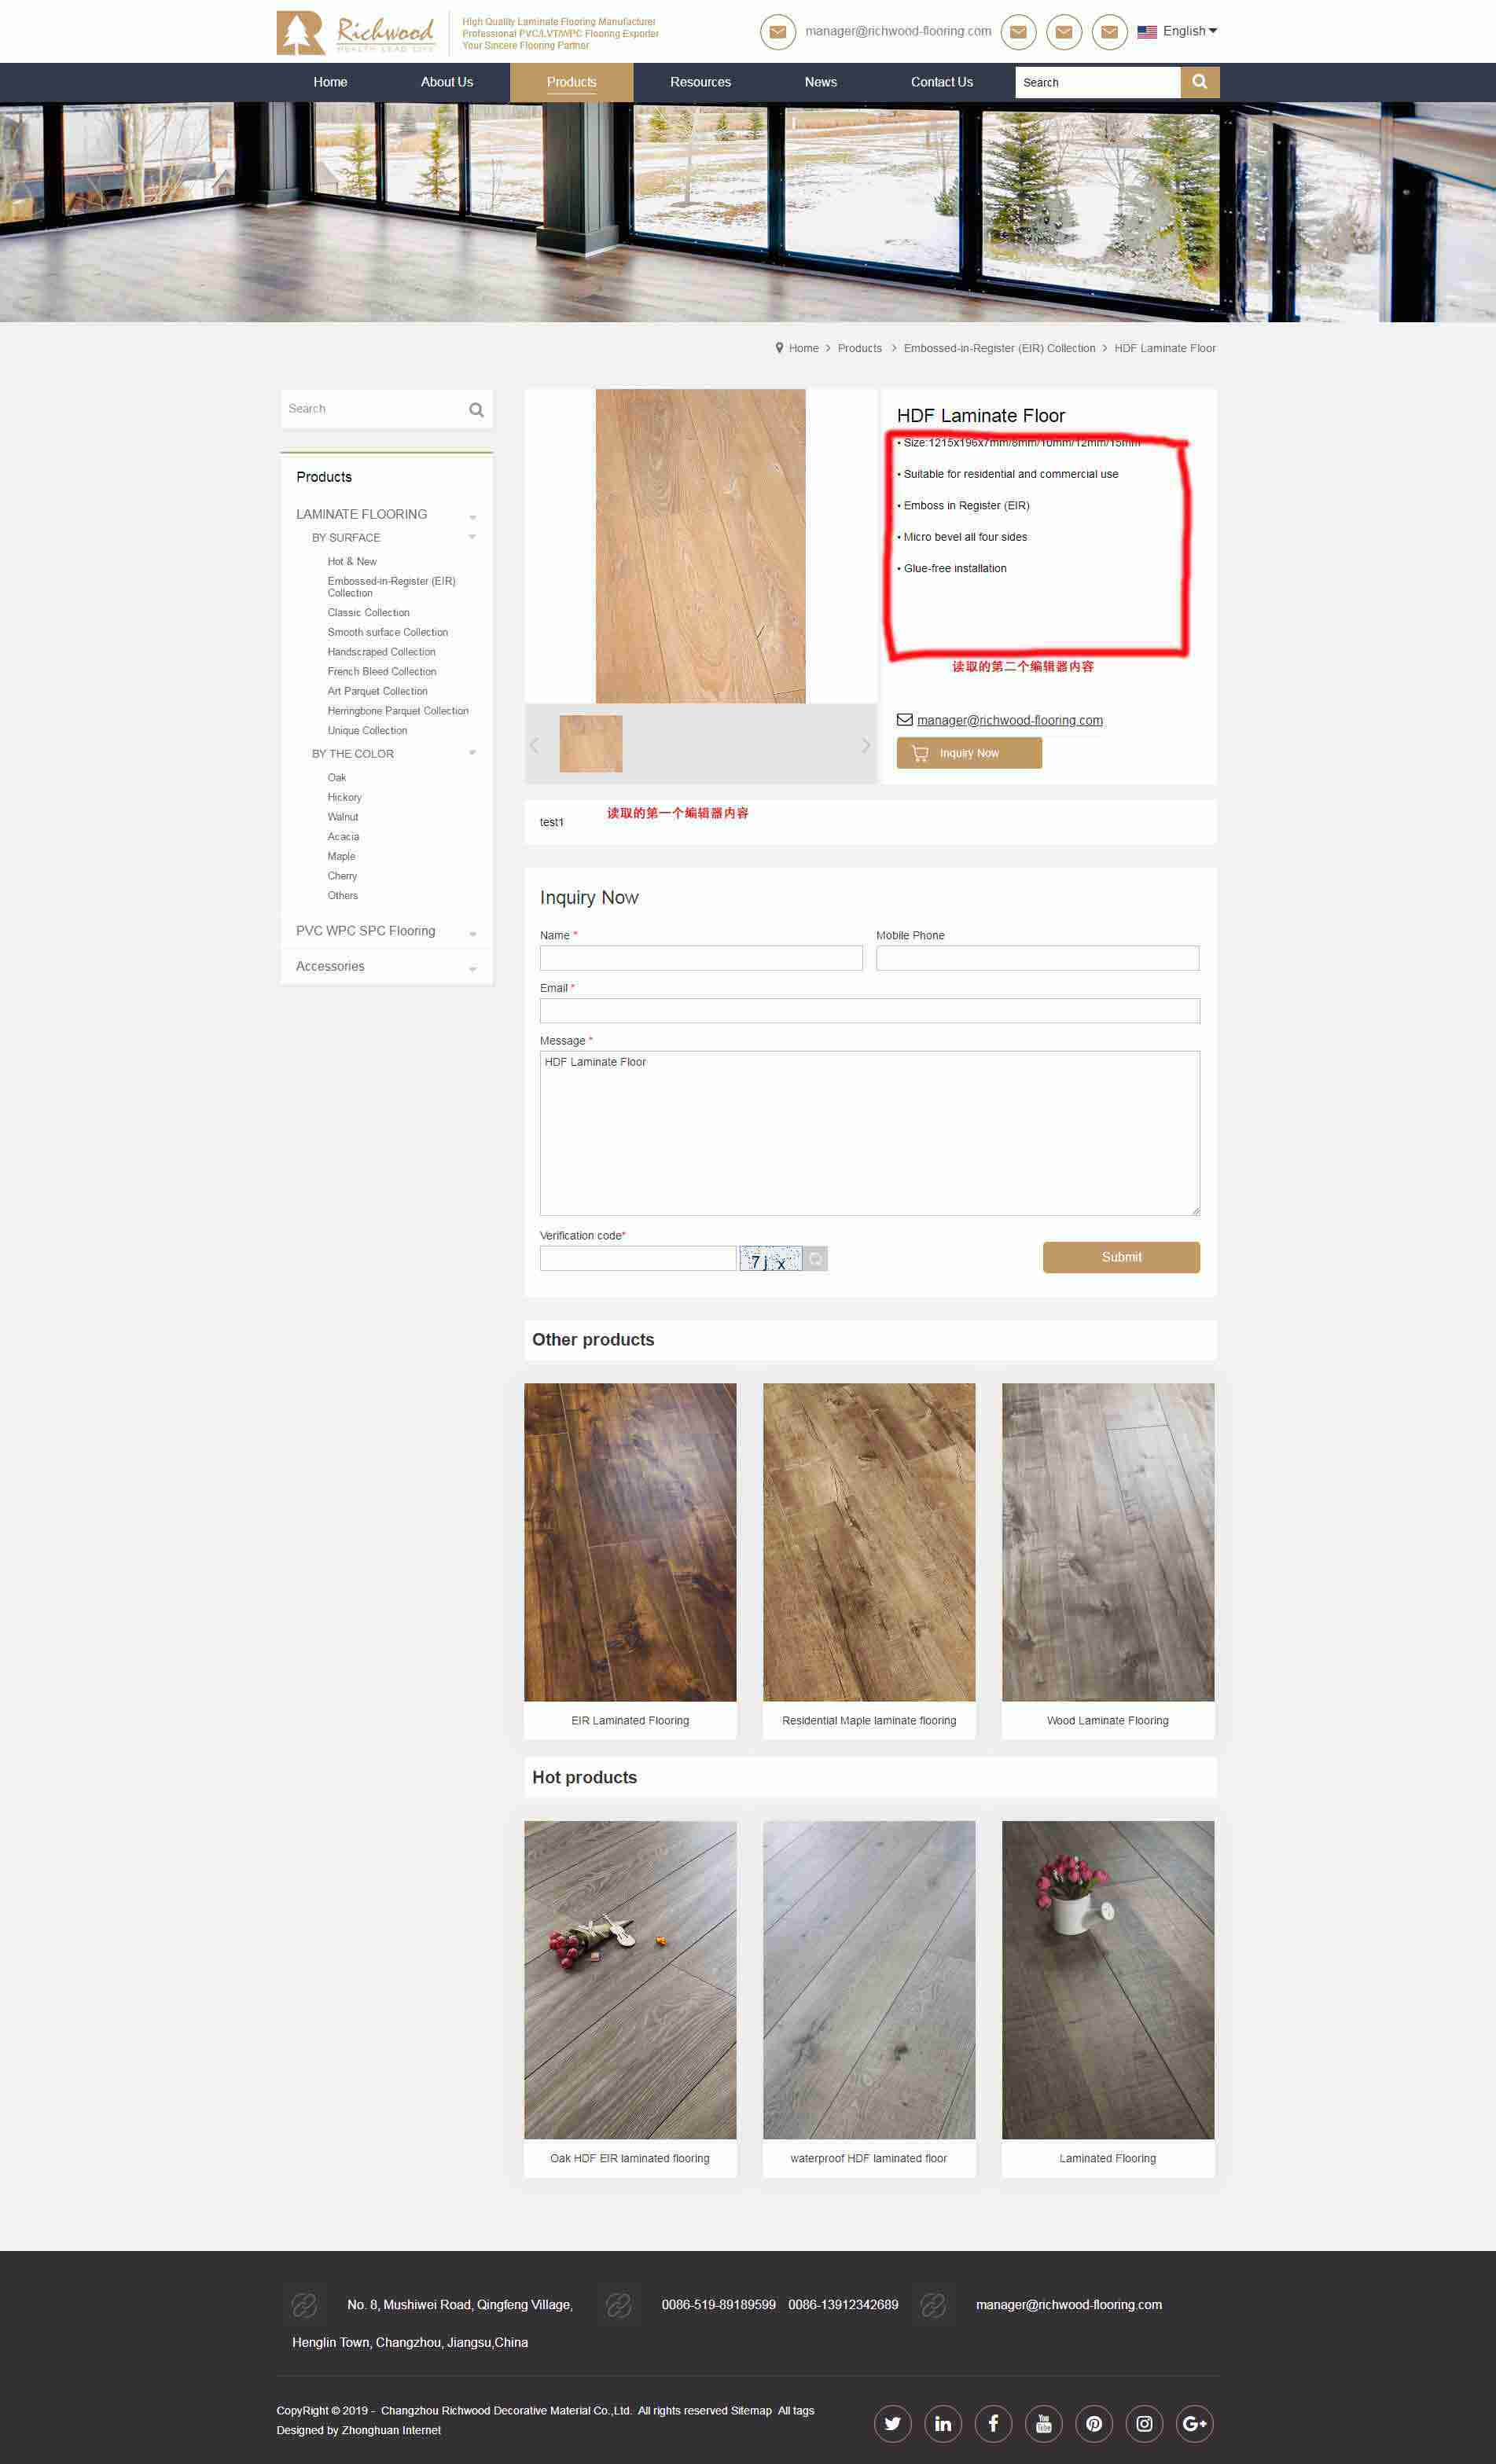 Richwood
HEALTH LEAD LIFE
High Quality Laminate Flooring Manufacturer
Professional PVC/LVT/WPC Flooring Exporter
Your Sincere Flooring Partner
manager@richwood-flooring.com
English
Home
About Us
Products
Resources
News
Contact Us
Search
Home > Products > Embossed-in-Register (EIR) Collection > HDF Laminate Floor
Search
Products
LAMINATE FLOORING
BY SURFACE
Hot & New
Embossed-in-Register (EIR)
Collection
Classic Collection
Smooth surface Collection
Handscraped Collection
French Bleed Collection
Art Parquet Collection
Herringbone Parquet Collection
Unique Collection
BY THE COLOR
Oak
Hickory
Walnut
Acacia
Maple
Cherry
Others
PVC WPC SPC Flooring
Accessories
HDF Laminate Floor
• Size:1215x196x7mm/8mm/10mm/12mm/15mm
• Suitable for residential and commercial use
• Emboss in Register (EIR)
• Micro bevel all four sides
• Glue-free installation
读取的第二个编辑器内容
manager@richwood-flooring.com
Inquiry Now
test1
读取的第一个编辑器内容
Inquiry Now
Name *
Mobile Phone
Email *
Message *
HDF Laminate Floor
Verification code*
7j x
Submit
Other products
EIR Laminated Flooring
Residential Maple laminate flooring
Wood Laminate Flooring
Hot products
Oak HDF EIR laminated flooring
waterproof HDF laminated floor
Laminated Flooring
No. 8, Mushiwei Road, Qingfeng Village,
Henglin Town, Changzhou, Jiangsu,China
0086-519-89189599 0086-13912342689
manager@richwood-flooring.com
CopyRight © 2019 - Changzhou Richwood Decorative Material Co.,Ltd. All rights reserved Sitemap All tags
Designed by Zhonghuan Internet
You Tube